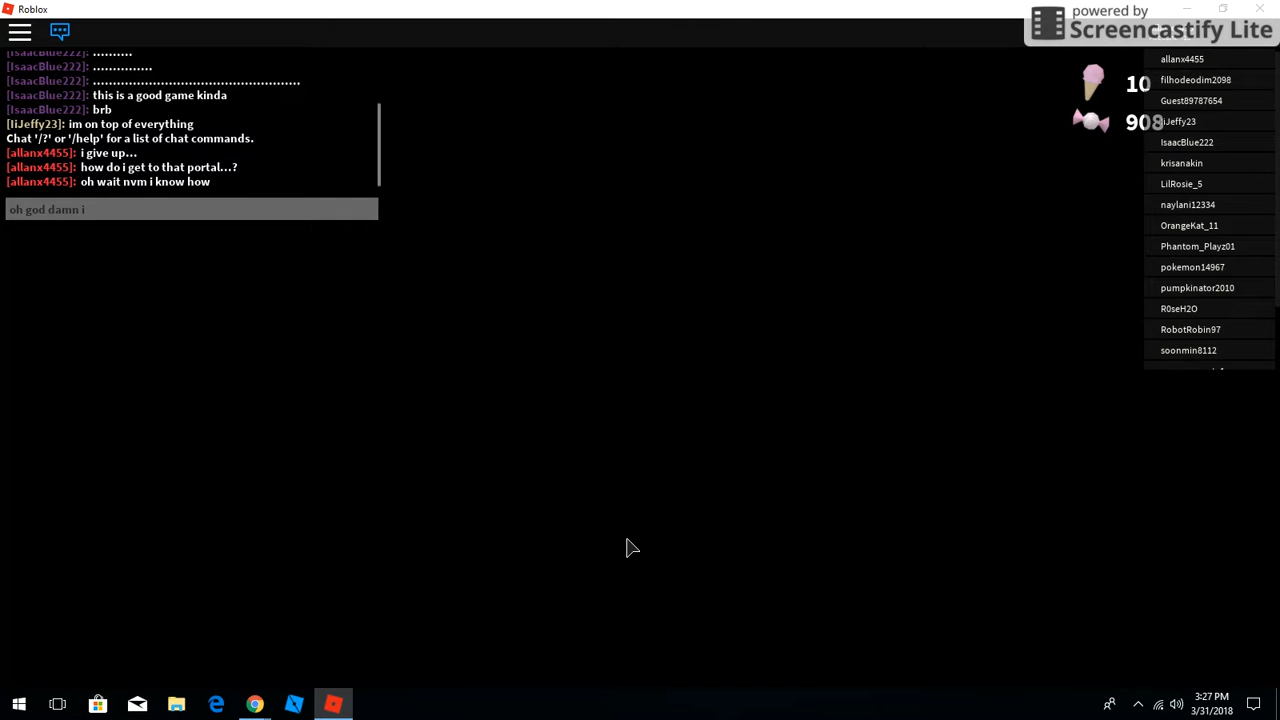 Roblox
powered by
Screencastify Lite
[IsaacBlue222]: ..........
[IsaacBlue222]: ...............
[IsaacBlue222]: ....................................................
[IsaacBlue222]: this is a good game kinda
[IsaacBlue222]: brb
[IiJeffy23]: im on top of everything
Chat '/?' or '/help' for a list of chat commands.
[allanx4455]: i give up...
[allanx4455]: how do i get to that portal...?
[allanx4455]: oh wait nvm i know how
oh god damn i
10
908
allanx4455
filhodeodim2098
Guest89787654
IiJeffy23
IsaacBlue222
krisanakin
LilRosie_5
naylani12334
OrangeKat_11
Phantom_Playz01
pokemon14967
pumpkinator2010
R0seH2O
RobotRobin97
soonmin8112
3:27 PM
3/31/2018